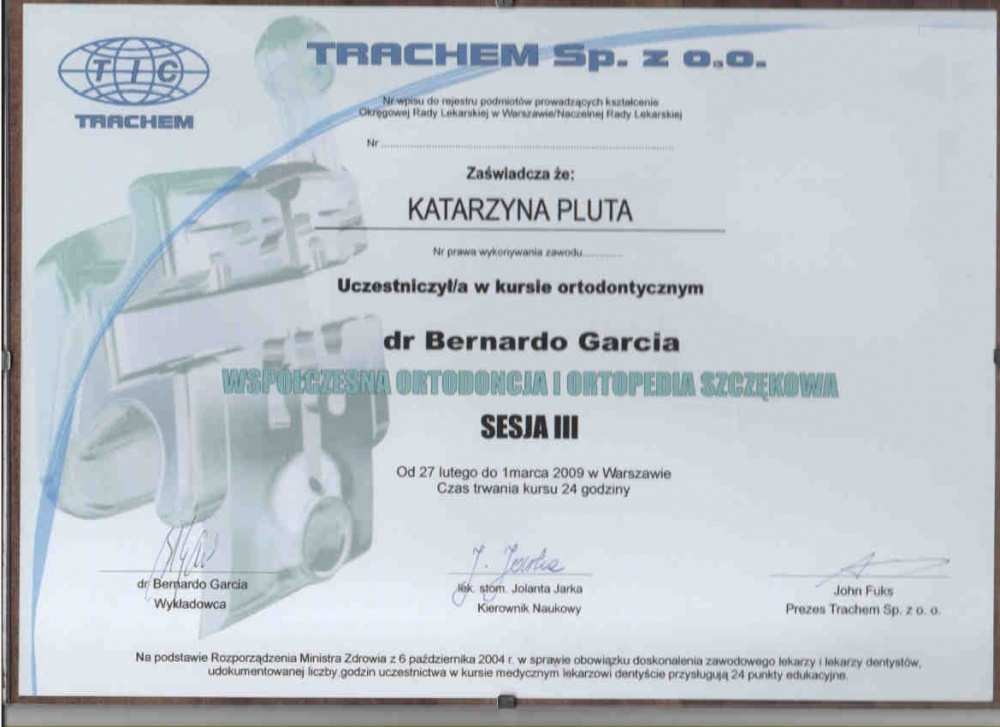 TIC
TRACHEM
TRACHEM Sp. z o.o.
Nr wpisu do rejestru podmiotów prowadzących kształcenie
Okręgowej Rady Lekarskiej w Warszawie/Naczelnej Rady Lekarskiej
Nr
Zaświadcza że:
KATARZYNA PLUTA
Nr prawa wykonywania zawodu............
Uczestniczył/a w kursie ortodontycznym
dr Bernardo Garcia
WSPÓŁCZESNA ORTODONCJA I ORTOPEDIA SZCZĘKOWA
SESJA III
Od 27 lutego do 1marca 2009 w Warszawie
Czas trwania kursu 24 godziny
J. Jarka
dr Bernardo Garcia
Wykładowca
lek. stom. Jolanta Jarka
Kierownik Naukowy
John Fuks
Prezes Trachem Sp. z o. o.
Na podstawie Rozporządzenia Ministra Zdrowia z 6 października 2004 r. w sprawie obowiązku doskonalenia zawodowego lekarzy i lekarzy dentystów,
udokumentowanej liczby godzin uczestnictwa w kursie medycznym lekarzowi dentyście przysługują 24 punkty edukacyjne.